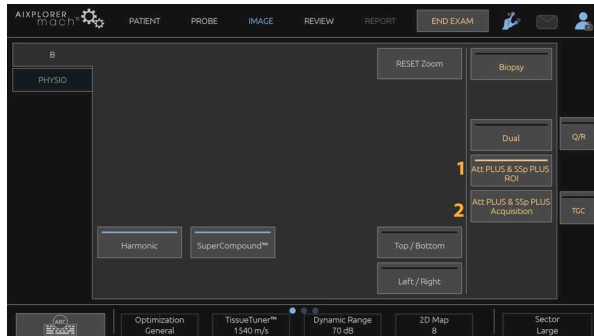 AIXPLORER
mach
PATIENT
PROBE
IMAGE
REVIEW
REPORT
END EXAM
B
PHYSIO
RESET Zoom
Biopsy
Dual
Q/R
1
Att PLUS & SSp PLUS
ROI
2
Att PLUS & SSp PLUS
Acquisition
TGC
Harmonic
SuperCompound™
Top / Bottom
Left / Right
ABC
Optimization
General
TissueTuner™
1540 m/s
Dynamic Range
70 dB
2D Map
8
Sector
Large